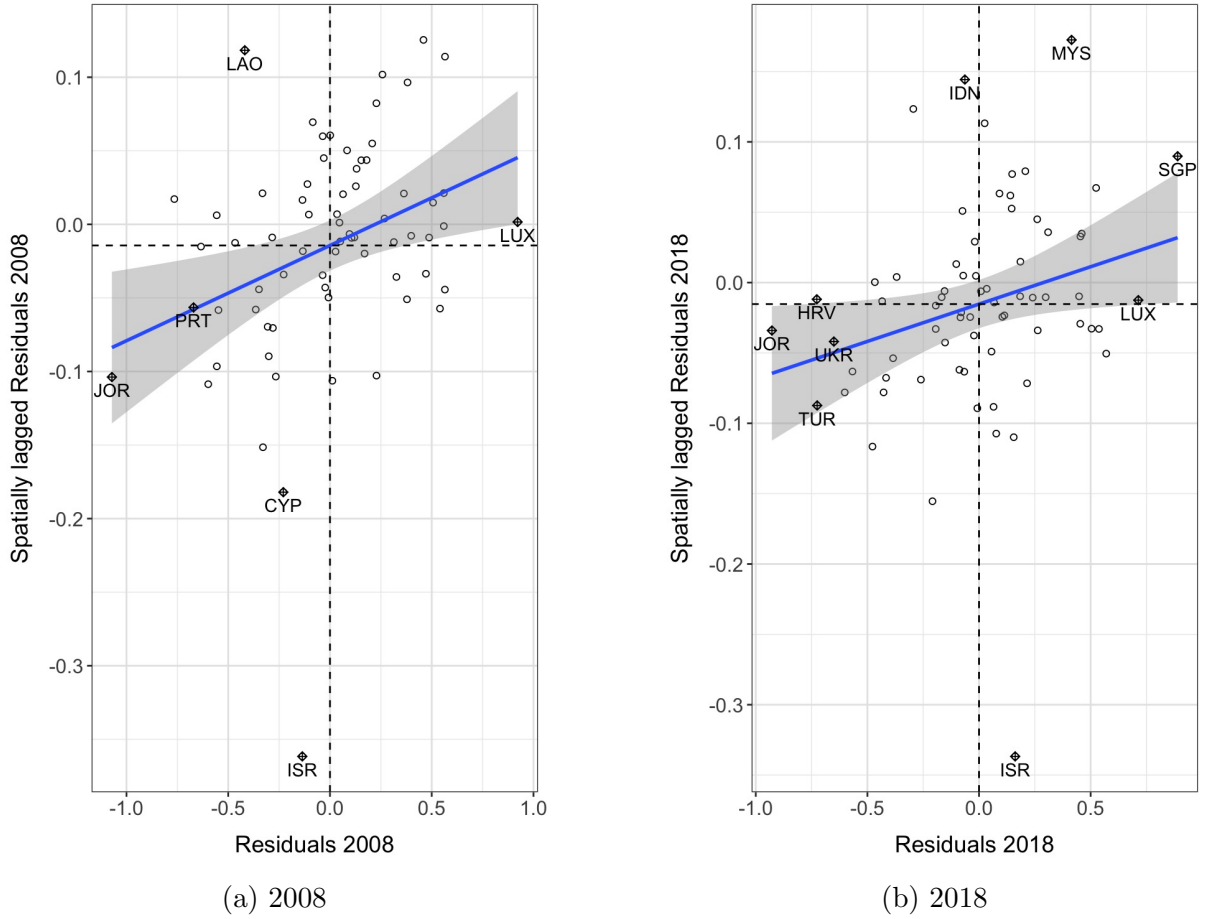 Spatially lagged Residuals 2008
0.1
0.0
-0.1
-0.2
-0.3
LAO
LUX
PRT
JOR
CYP
ISR
-1.0 -0.5 0.0 0.5 1.0
Residuals 2008
(a) 2008
Spatially lagged Residuals 2018
0.1
0.0
-0.1
-0.2
-0.3
MYS
IDN
SGP
HRV
LUX
JOR
UKR
TUR
ISR
-1.0 -0.5 0.0 0.5
Residuals 2018
(b) 2018